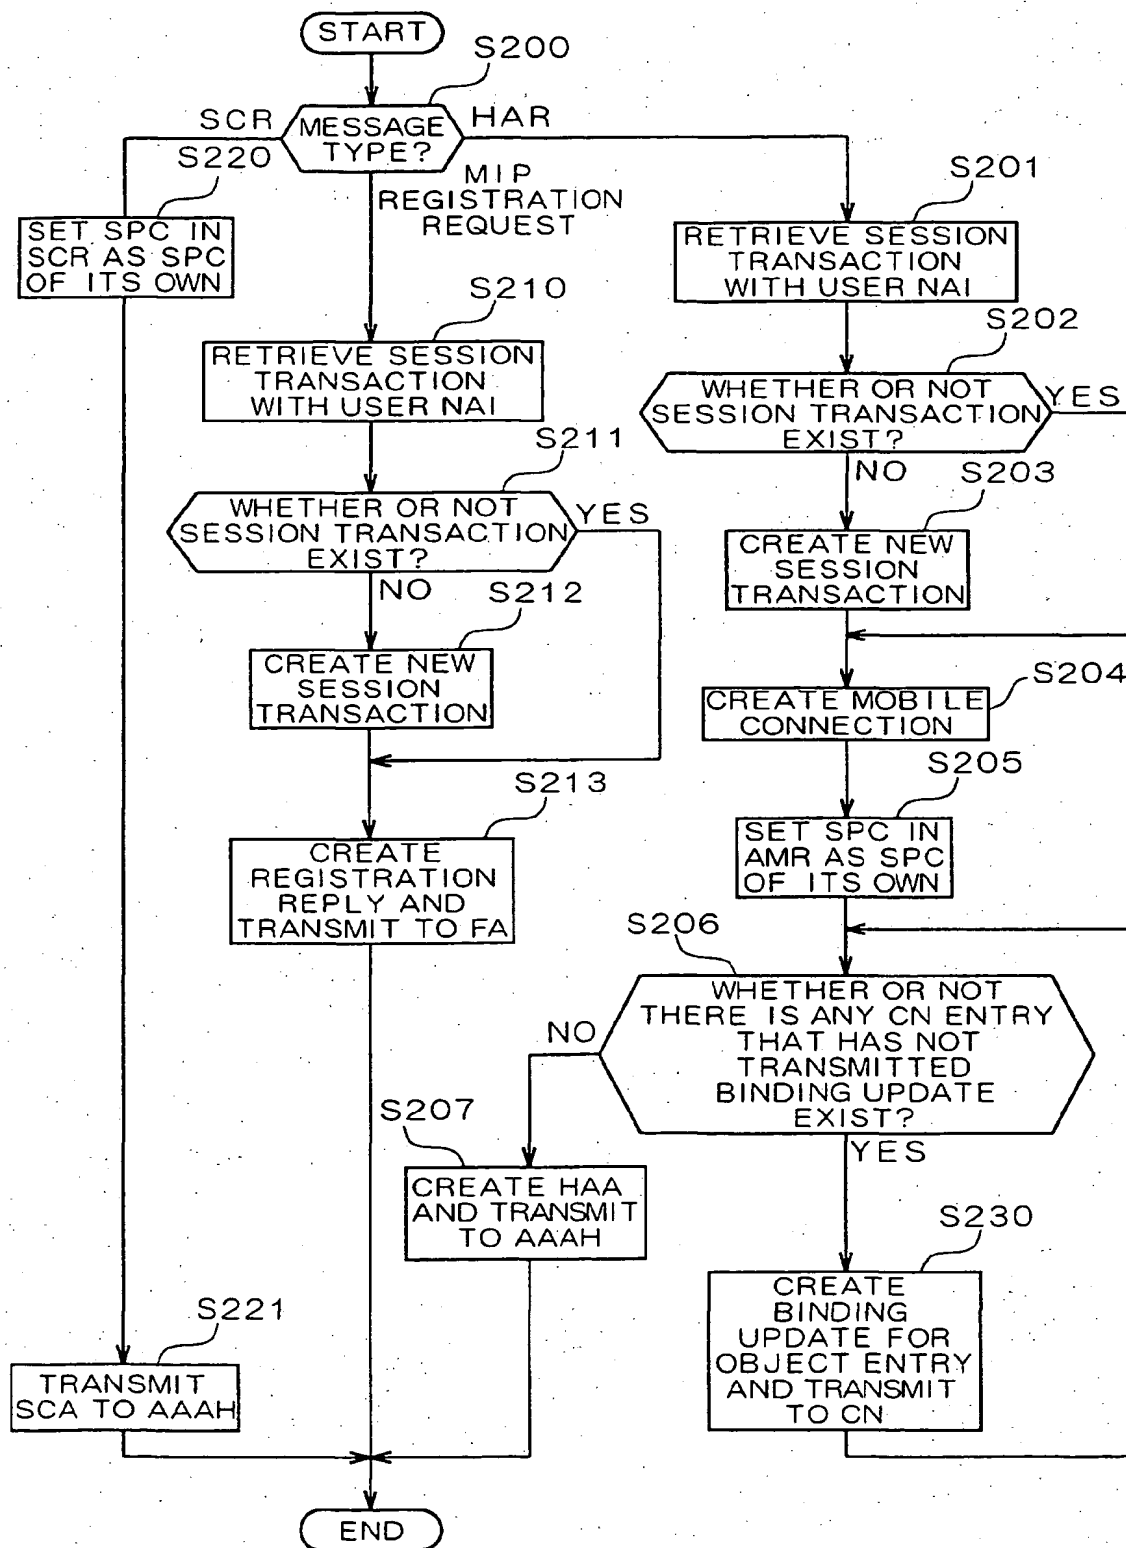 START
S200
MESSAGE
TYPE?
SCR
HAR
MIP
REGISTRATION
REQUEST
S220
SET SPC IN
SCR AS SPC
OF ITS OWN
S201
RETRIEVE SESSION
TRANSACTION
WITH USER NAI
S210
RETRIEVE SESSION
TRANSACTION
WITH USER NAI
S202
WHETHER OR NOT
SESSION TRANSACTION
EXIST?
YES
NO
S211
WHETHER OR NOT
SESSION TRANSACTION
EXIST?
YES
NO
S203
CREATE NEW
SESSION
TRANSACTION
S212
CREATE NEW
SESSION
TRANSACTION
S204
CREATE MOBILE
CONNECTION
S213
CREATE
REGISTRATION
REPLY AND
TRANSMIT TO FA
S205
SET SPC IN
AMR AS SPC
OF ITS OWN
S206
WHETHER OR NOT
THERE IS ANY CN ENTRY
THAT HAS NOT
TRANSMITTED
BINDING UPDATE
EXIST?
NO
YES
S207
CREATE HAA
AND TRANSMIT
TO AAAH
S230
CREATE
BINDING
UPDATE FOR
OBJECT ENTRY
AND TRANSMIT
TO CN
S221
TRANSMIT
SCA TO AAAH
END